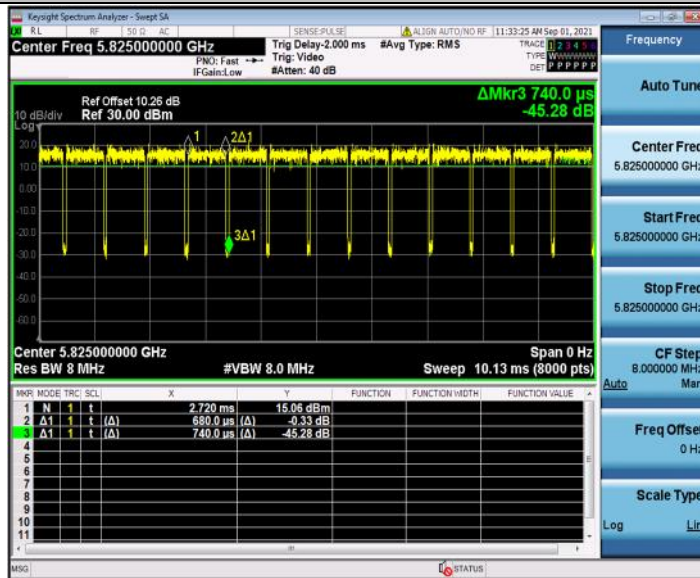 Keysight Spectrum Analyzer - Swept SA
RL RF 50 Ω AC SENSE:PULSE ALIGN AUTO/NO RF 11:33:25 AM Sep 01, 2021
Center Freq 5.825000000 GHz
PNO: Fast
IFGain:Low
Trig Delay-2.000 ms
Trig: Video
#Atten: 40 dB
#Avg Type: RMS
TRACE 1 2 3 4 5 6
TYPE WWWWWW
DET P P P P P P
ΔMkr3 740.0 µs
-45.28 dB
Ref Offset 10.26 dB
10 dB/div Ref 30.00 dBm
Log
20.0
10.0
0.00
-10.0
-20.0
-30.0
-40.0
-50.0
-60.0
1
2Δ1
3Δ1
Center 5.825000000 GHz Span 0 Hz
Res BW 8 MHz #VBW 8.0 MHz Sweep 10.13 ms (8000 pts)
MKR MODE TRC SCL X Y FUNCTION FUNCTION WIDTH FUNCTION VALUE
1 N 1 t 2.720 ms 15.06 dBm
2 Δ1 1 t (Δ) 680.0 µs (Δ) -0.33 dB
3 Δ1 1 t (Δ) 740.0 µs (Δ) -45.28 dB
4
5
6
7
8
9
10
11
MSG STATUS
Frequency
Auto Tune
Center Freq
5.825000000 GHz
Start Freq
5.825000000 GHz
Stop Freq
5.825000000 GHz
CF Step
8.000000 MHz
Auto Man
Freq Offset
0 Hz
Scale Type
Log Lin